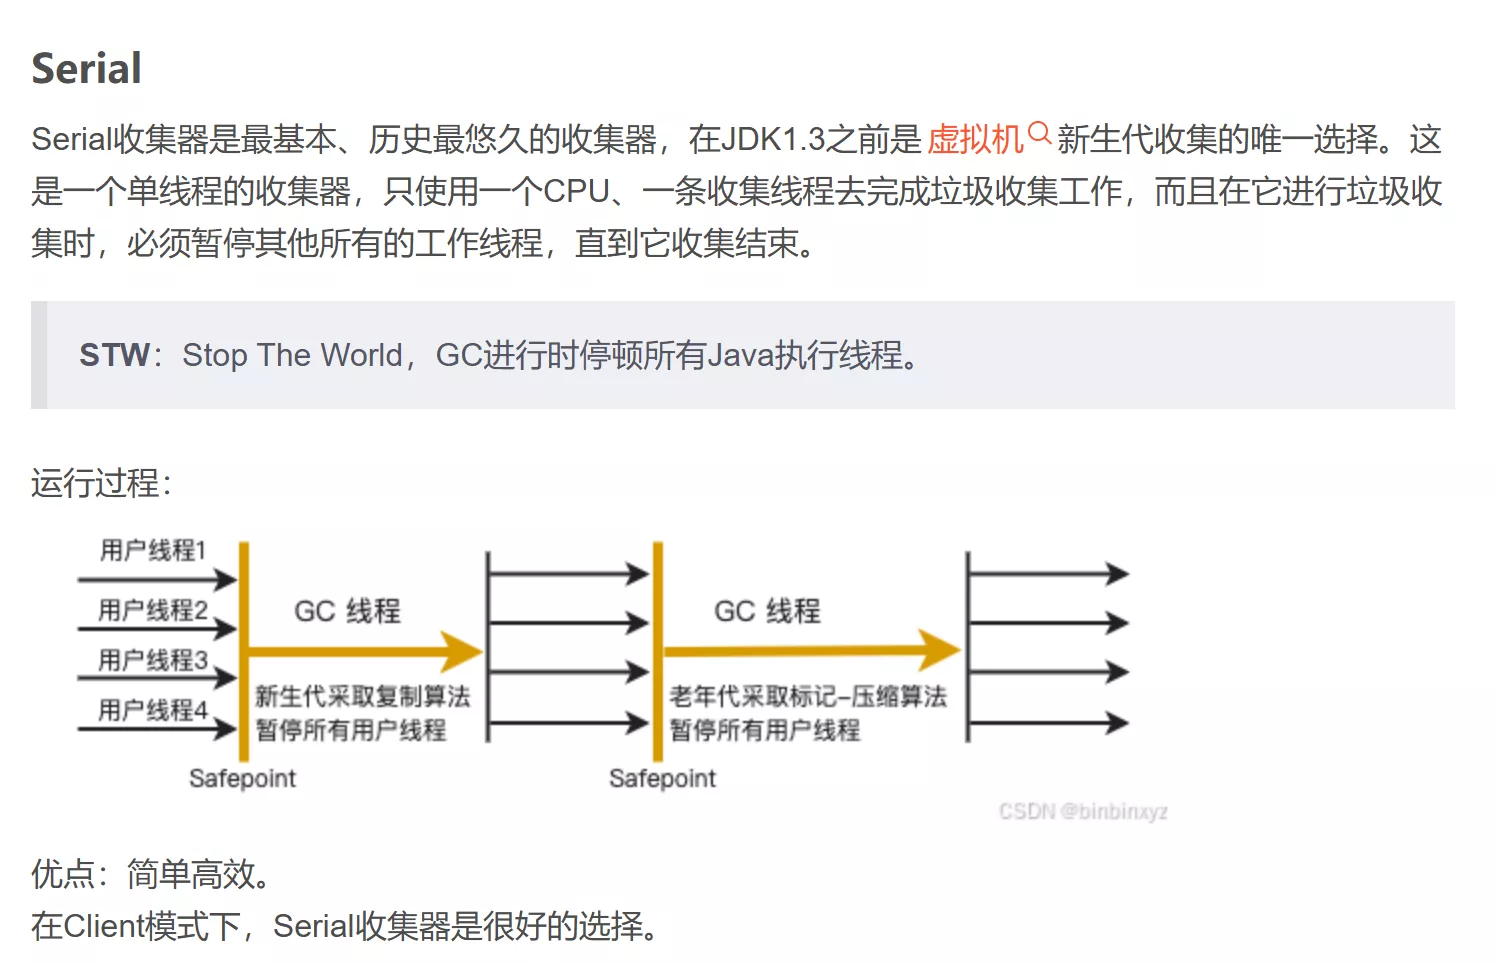 Serial
Serial收集器是最基本、历史最悠久的收集器，在JDK1.3之前是虚拟机新生代收集的唯一选择。这
是一个单线程的收集器，只使用一个CPU、一条收集线程去完成垃圾收集工作，而且在它进行垃圾收
集时，必须暂停其他所有的工作线程，直到它收集结束。
STW：Stop The World，GC进行时停顿所有Java执行线程。
运行过程：
用户线程1
用户线程2
用户线程3
用户线程4
GC 线程
新生代采取复制算法
暂停所有用户线程
Safepoint
GC 线程
老年代采取标记-压缩算法
暂停所有用户线程
Safepoint
CSDN @binbinxyz
优点：简单高效。
在Client模式下，Serial收集器是很好的选择。